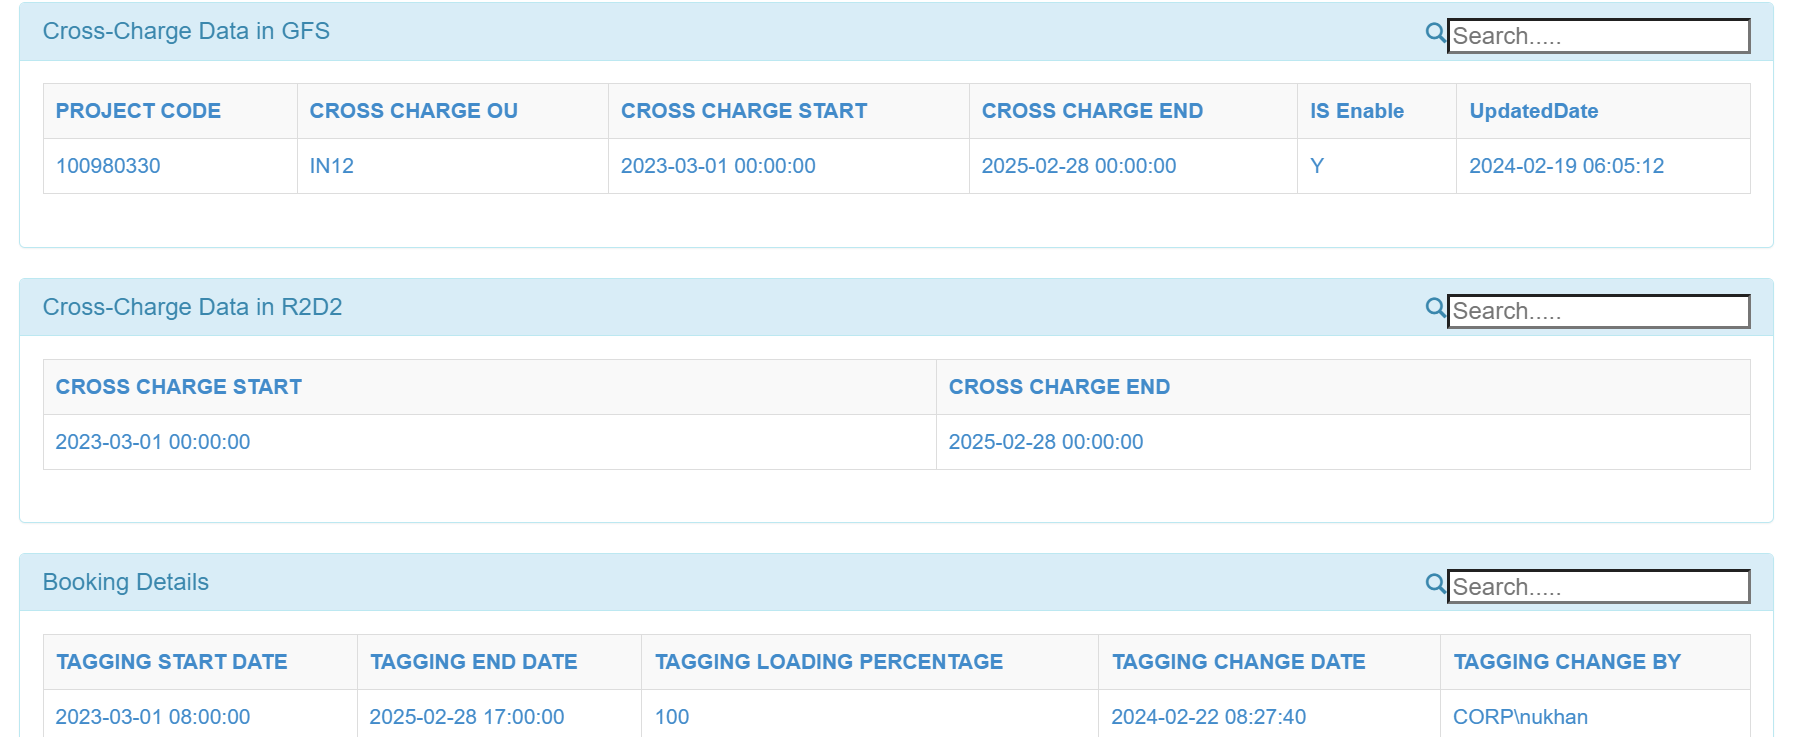 Cross-Charge Data in GFS Search.....
PROJECT CODE CROSS CHARGE OU CROSS CHARGE START CROSS CHARGE END IS Enable UpdatedDate
100980330 IN12 2023-03-01 00:00:00 2025-02-28 00:00:00 Y 2024-02-19 06:05:12
Cross-Charge Data in R2D2 Search.....
CROSS CHARGE START CROSS CHARGE END
2023-03-01 00:00:00 2025-02-28 00:00:00
Booking Details Search.....
TAGGING START DATE TAGGING END DATE TAGGING LOADING PERCENTAGE TAGGING CHANGE DATE TAGGING CHANGE BY
2023-03-01 08:00:00 2025-02-28 17:00:00 100 2024-02-22 08:27:40 CORP\nukhan